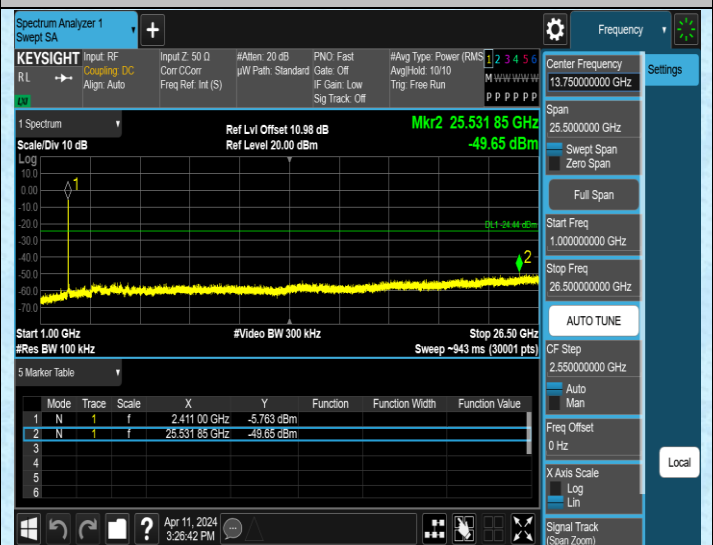 Spectrum Analyzer 1
Swept SA
+
Frequency
Settings
KEYSIGHT
RL
LXI
Input: RF
Coupling: DC
Align: Auto
Input Z: 50 Ω
Corr CCorr
Freq Ref: Int (S)
#Atten: 20 dB
µW Path: Standard
PNO: Fast
Gate: Off
IF Gain: Low
Sig Track: Off
#Avg Type: Power (RMS
Avg|Hold: 10/10
Trig: Free Run
1 2 3 4 5 6
M W W W W W
P P P P P P
1 Spectrum
Scale/Div 10 dB
Ref Lvl Offset 10.98 dB
Ref Level 20.00 dBm
Mkr2 25.531 85 GHz
-49.65 dBm
Log
10.0
0.00
-10.0
-20.0
-30.0
-40.0
-50.0
-60.0
-70.0
1
DL1 -24.44 dBm
2
Start 1.00 GHz
#Res BW 100 kHz
#Video BW 300 kHz
Stop 26.50 GHz
Sweep ~943 ms (30001 pts)
5 Marker Table
Mode Trace Scale X Y Function Function Width Function Value
1 N 1 f 2.411 00 GHz -5.763 dBm
2 N 1 f 25.531 85 GHz -49.65 dBm
3
4
5
6
Center Frequency
13.750000000 GHz
Span
25.5000000 GHz
Swept Span
Zero Span
Full Span
Start Freq
1.000000000 GHz
Stop Freq
26.500000000 GHz
AUTO TUNE
CF Step
2.550000000 GHz
Auto
Man
Freq Offset
0 Hz
X Axis Scale
Log
Lin
Signal Track
(Span Zoom)
Local
?
Apr 11, 2024
3:26:42 PM